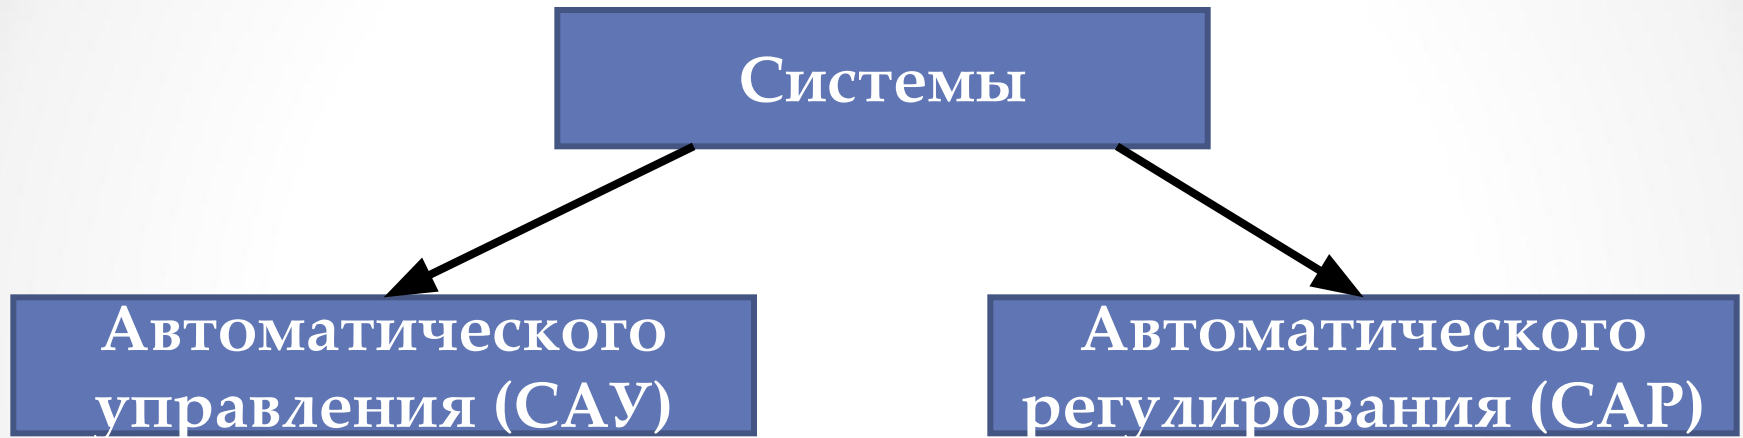 Системы
Автоматического
управления (САУ)
Автоматического
регулирования (САР)